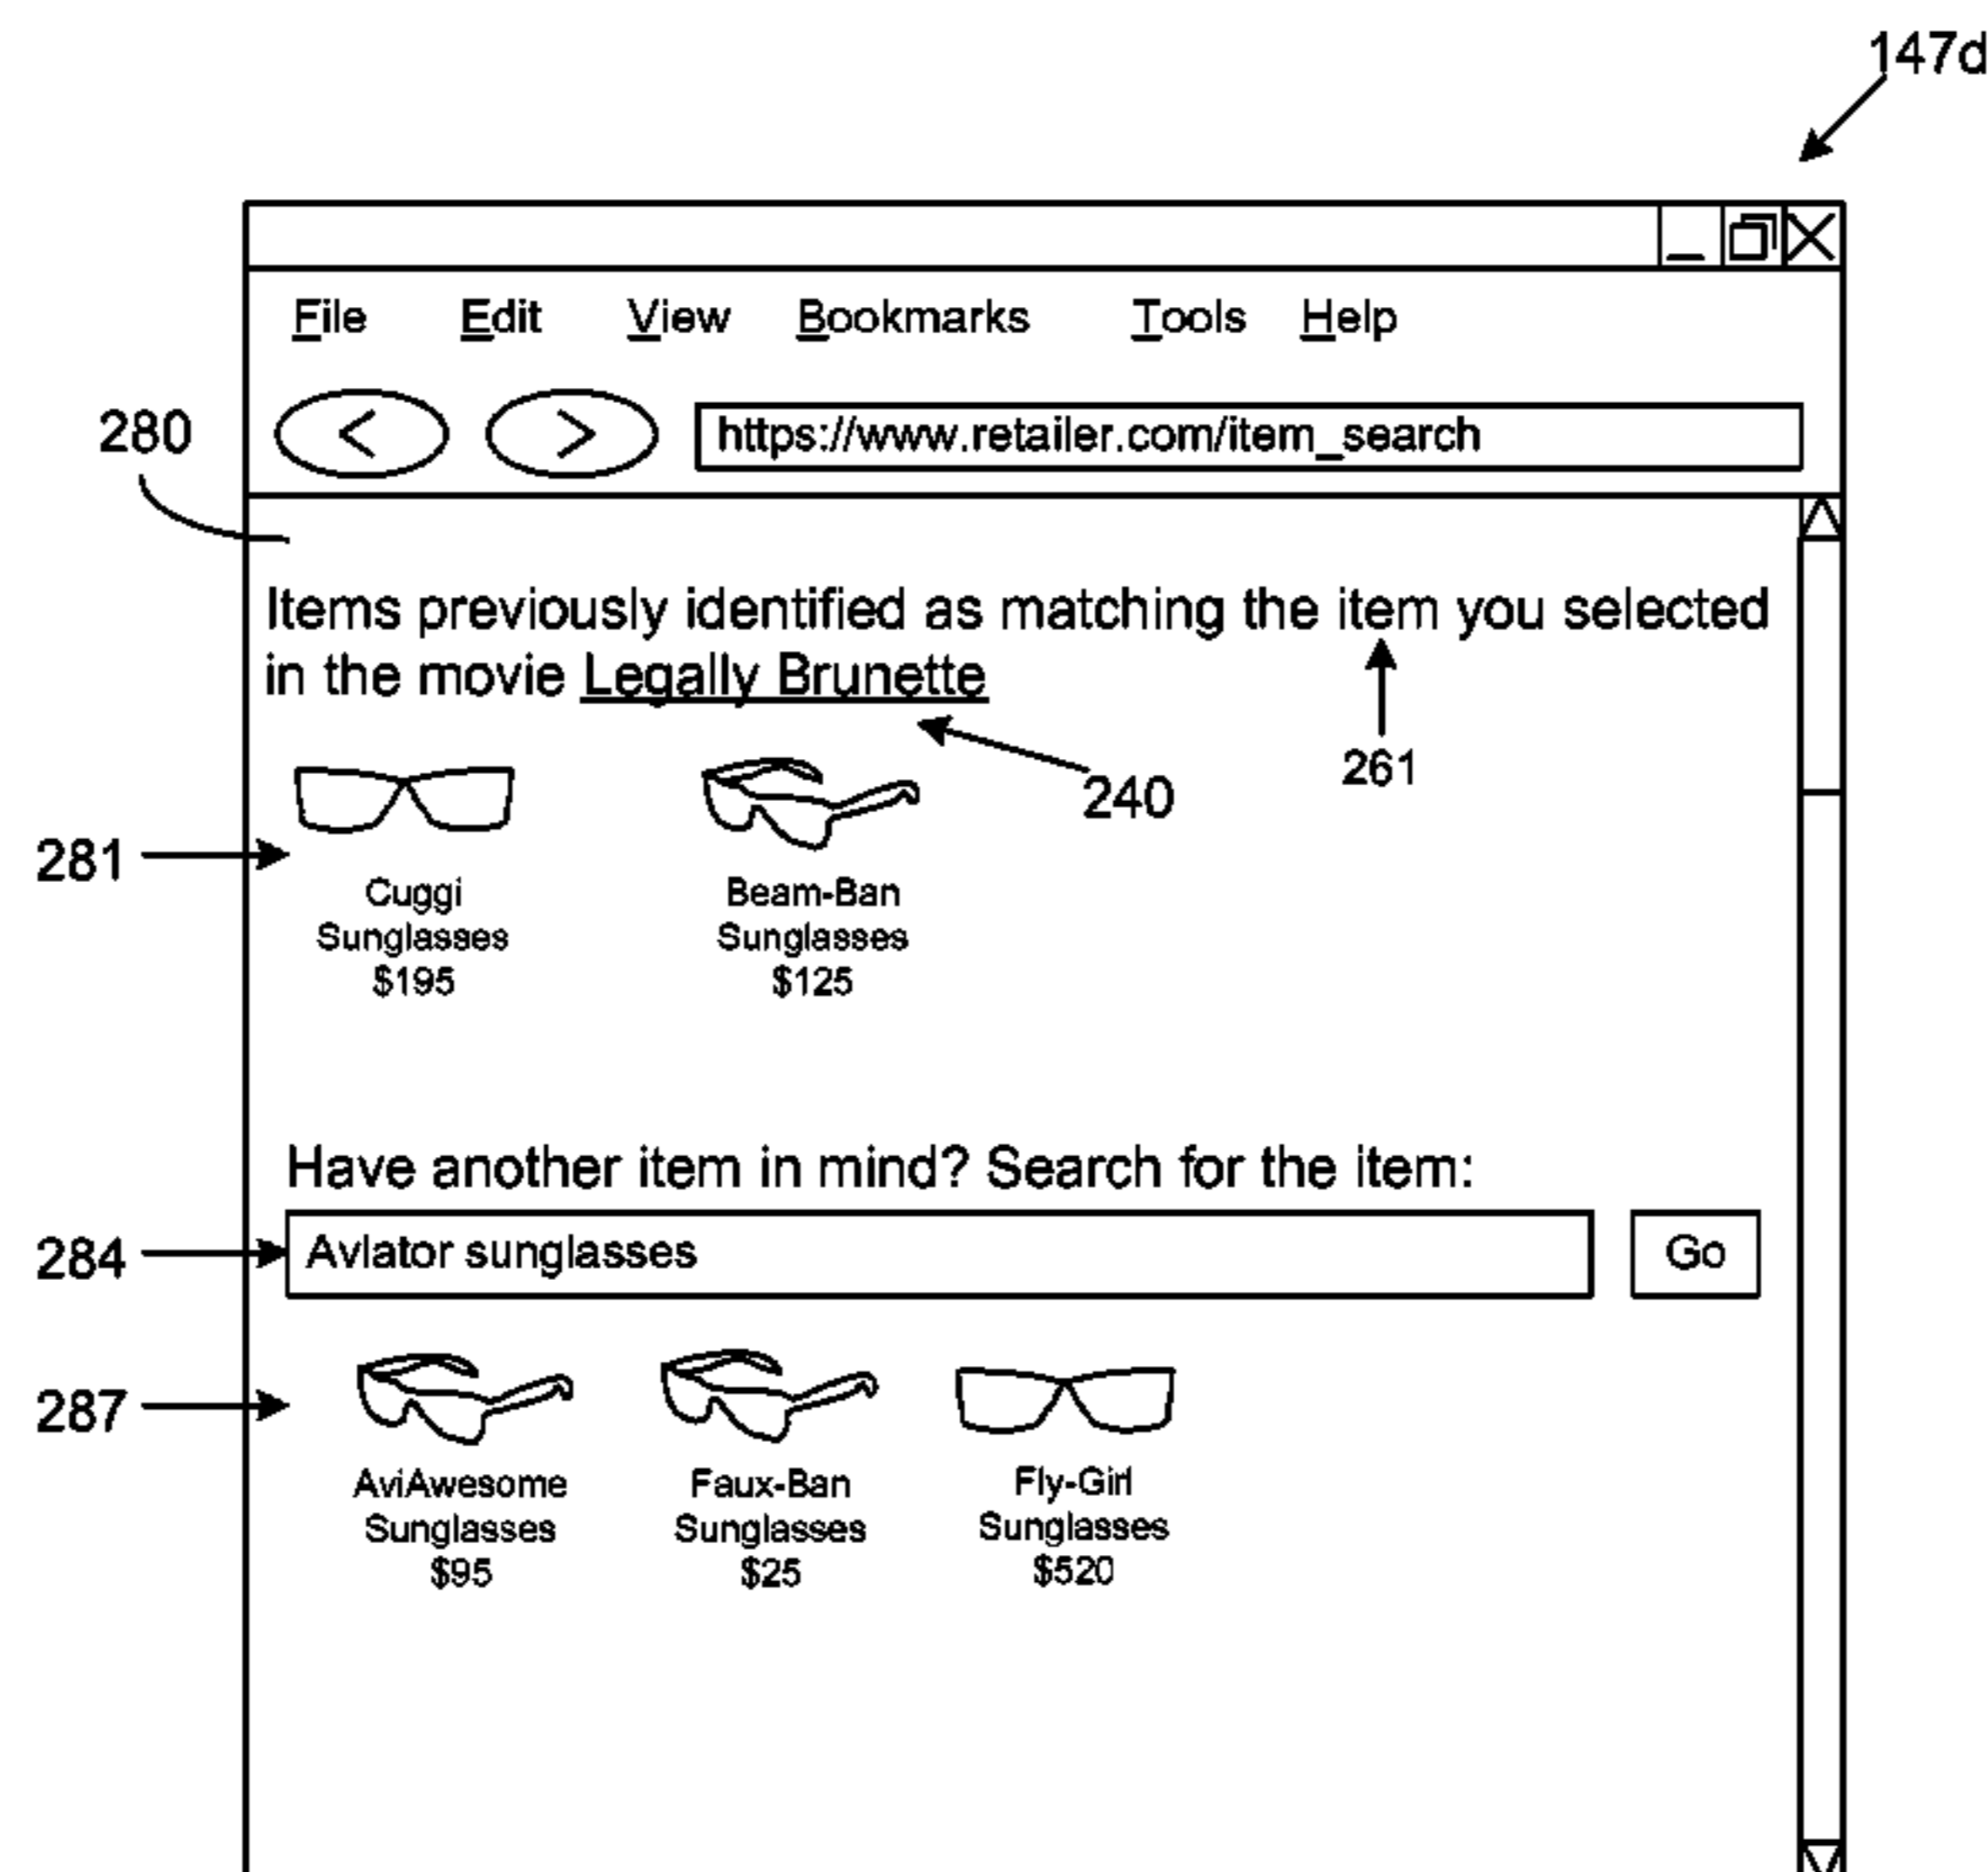 147d
File Edit View Bookmarks Tools Help
280
< > https://www.retailer.com/item_search
Items previously identified as matching the item you selected
in the movie Legally Brunette
261
240
281
Cuggi Beam-Ban
Sunglasses Sunglasses
$195 $125
Have another item in mind? Search for the item:
284 Aviator sunglasses Go
287
AviAwesome Faux-Ban Fly-Girl
Sunglasses Sunglasses Sunglasses
$95 $25 $520